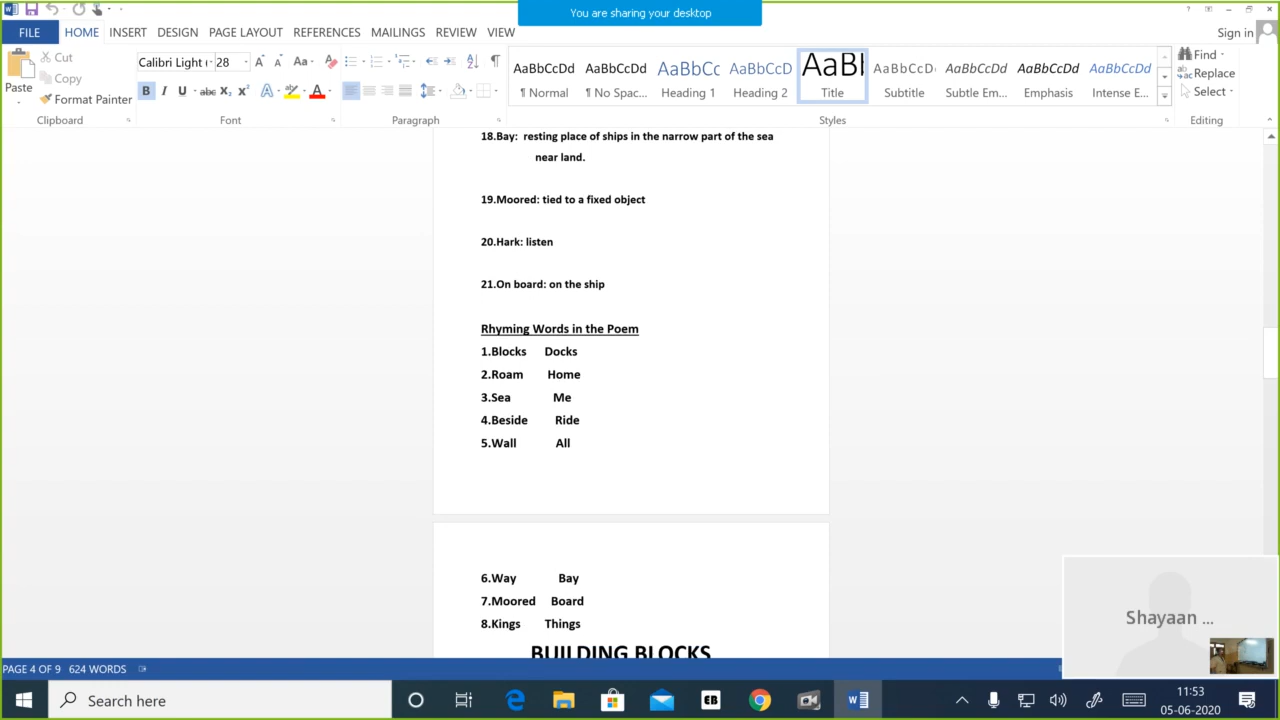 You are sharing your desktop
FILE HOME INSERT DESIGN PAGE LAYOUT REFERENCES MAILINGS REVIEW VIEW Sign in
Paste Cut Copy Format Painter
Calibri Light ( 28 Aa
B I U abc X₂ X² A A
AaBbCcDd AaBbCcDd AaBbCc AaBbCcD AaBl AaBbCcD AaBbCcDd AaBbCcDd AaBbCcDd
¶ Normal ¶ No Spac... Heading 1 Heading 2 Title Subtitle Subtle Em... Emphasis Intense E...
Find
Replace
Select
Clipboard Font Paragraph Styles Editing
18.Bay: resting place of ships in the narrow part of the sea
near land.
19.Moored: tied to a fixed object
20.Hark: listen
21.On board: on the ship
Rhyming Words in the Poem
1.Blocks Docks
2.Roam Home
3.Sea Me
4.Beside Ride
5.Wall All
6.Way Bay
7.Moored Board
8.Kings Things
BUILDING BLOCKS
Shayaan ...
PAGE 4 OF 9 624 WORDS
Search here
EB
11:53
05-06-2020